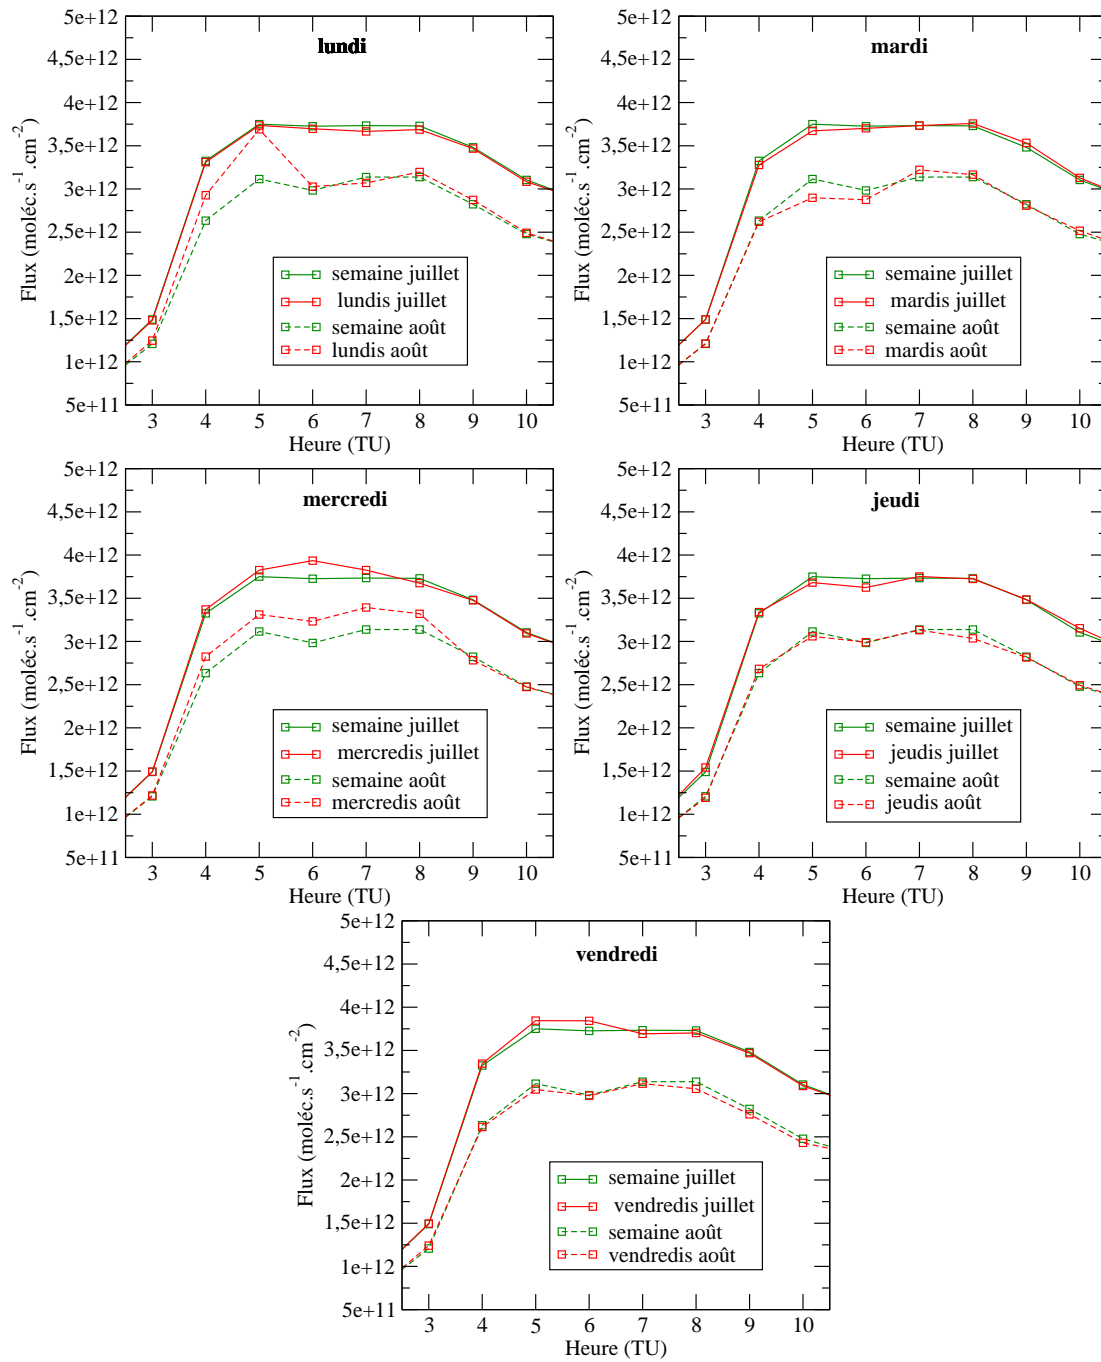 lundi
5e+12
4,5e+12
4e+12
3,5e+12
3e+12
2,5e+12
2e+12
1,5e+12
1e+12
5e+11
Flux (moléc.s⁻¹.cm⁻²)
semaine juillet
lundis juillet
semaine août
lundis août
3 4 5 6 7 8 9 10
Heure (TU)
mardi
5e+12
4,5e+12
4e+12
3,5e+12
3e+12
2,5e+12
2e+12
1,5e+12
1e+12
5e+11
Flux (moléc.s⁻¹.cm⁻²)
semaine juillet
mardis juillet
semaine août
mardis août
3 4 5 6 7 8 9 10
Heure (TU)
mercredi
5e+12
4,5e+12
4e+12
3,5e+12
3e+12
2,5e+12
2e+12
1,5e+12
1e+12
5e+11
Flux (moléc.s⁻¹.cm⁻²)
semaine juillet
mercredis juillet
semaine août
mercredis août
3 4 5 6 7 8 9 10
Heure (TU)
jeudi
5e+12
4,5e+12
4e+12
3,5e+12
3e+12
2,5e+12
2e+12
1,5e+12
1e+12
5e+11
Flux (moléc.s⁻¹.cm⁻²)
semaine juillet
jeudis juillet
semaine août
jeudis août
3 4 5 6 7 8 9 10
Heure (TU)
vendredi
5e+12
4,5e+12
4e+12
3,5e+12
3e+12
2,5e+12
2e+12
1,5e+12
1e+12
5e+11
Flux (moléc.s⁻¹.cm⁻²)
semaine juillet
vendredis juillet
semaine août
vendredis août
3 4 5 6 7 8 9 10
Heure (TU)